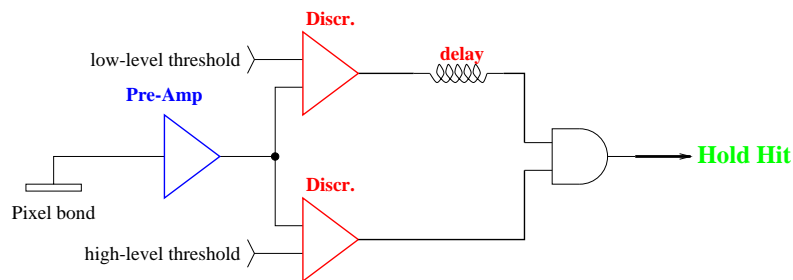 Discr.
low-level threshold
delay
Pre-Amp
Hold Hit
Discr.
Pixel bond
high-level threshold